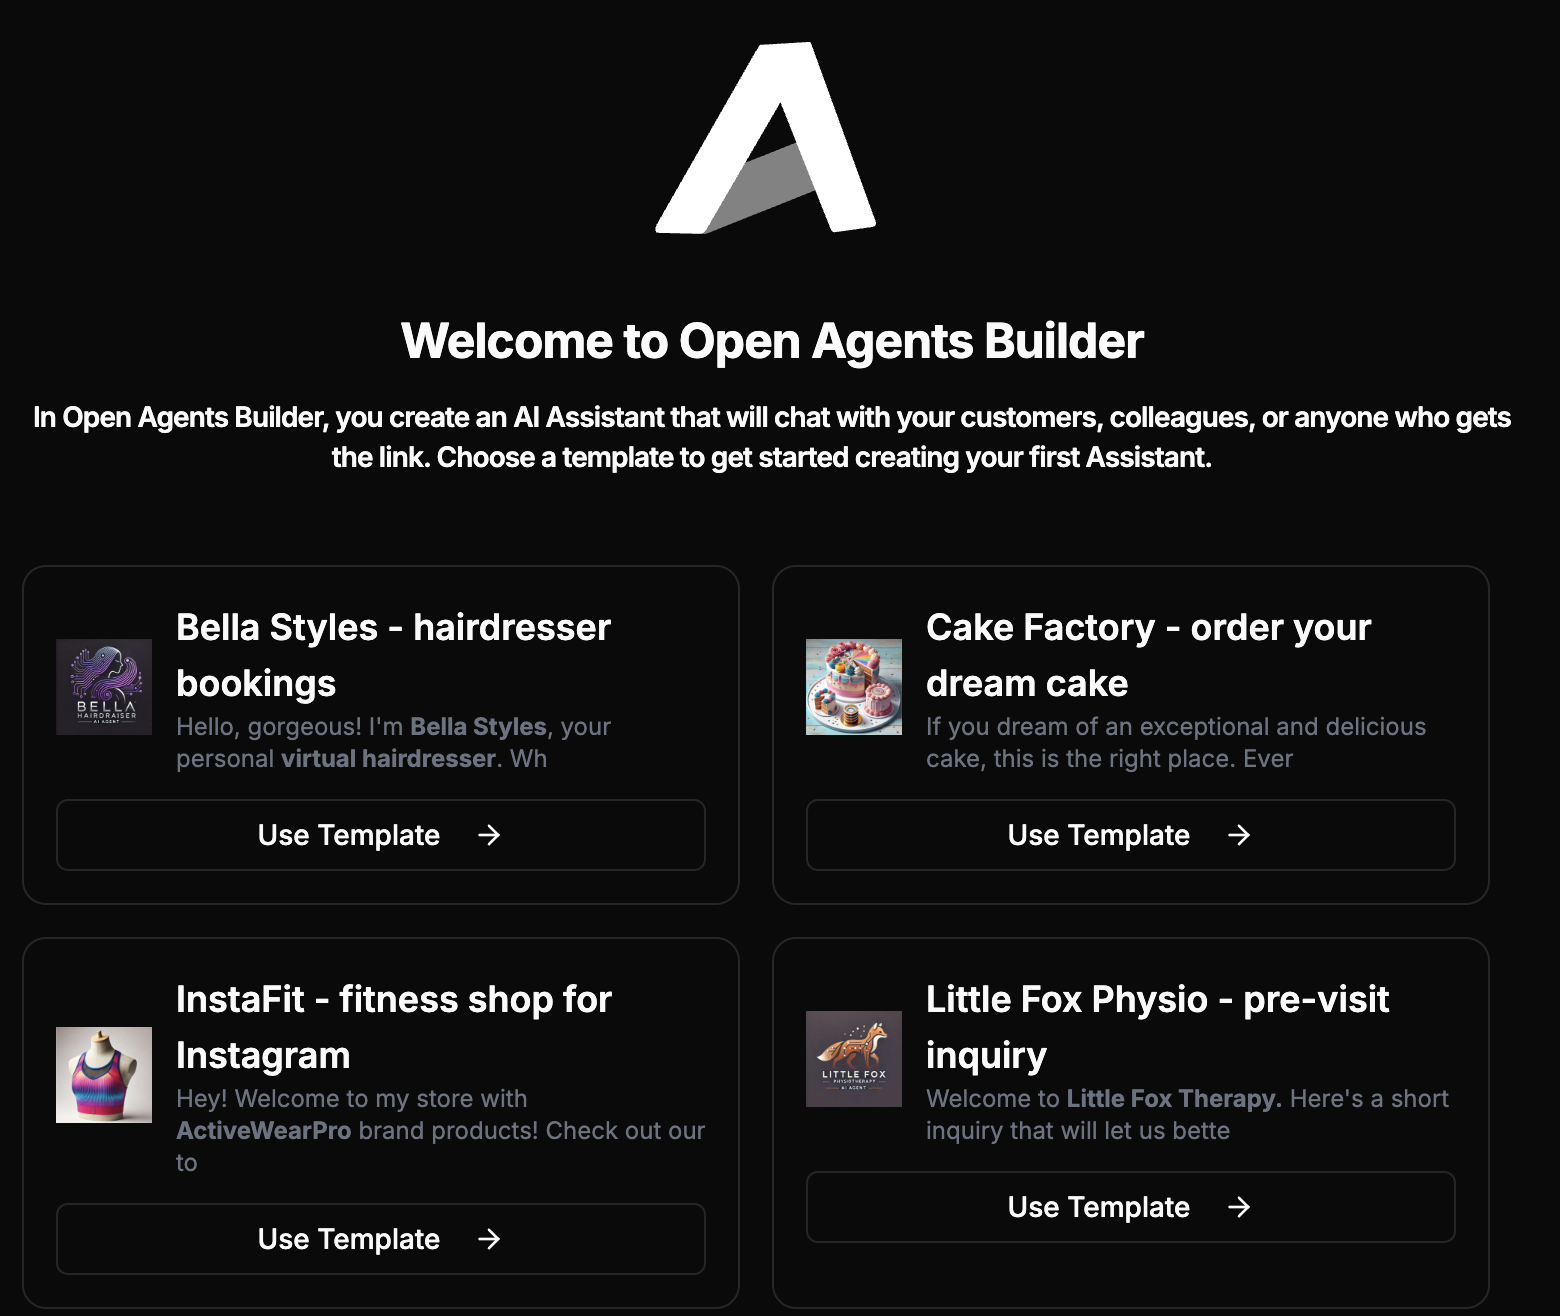 Welcome to Open Agents Builder
In Open Agents Builder, you create an AI Assistant that will chat with your customers, colleagues, or anyone who gets
the link. Choose a template to get started creating your first Assistant.
BELLA
HAIRDRAISER
AI AGENT
Bella Styles - hairdresser
bookings
Hello, gorgeous! I'm Bella Styles, your
personal virtual hairdresser. Wh
Use Template
Cake Factory - order your
dream cake
If you dream of an exceptional and delicious
cake, this is the right place. Ever
Use Template
InstaFit - fitness shop for
Instagram
Hey! Welcome to my store with
ActiveWearPro brand products! Check out our
to
Use Template
LITTLE FOX
PHYSIOTHERAPY
AI AGENT
Little Fox Physio - pre-visit
inquiry
Welcome to Little Fox Therapy. Here's a short
inquiry that will let us bette
Use Template